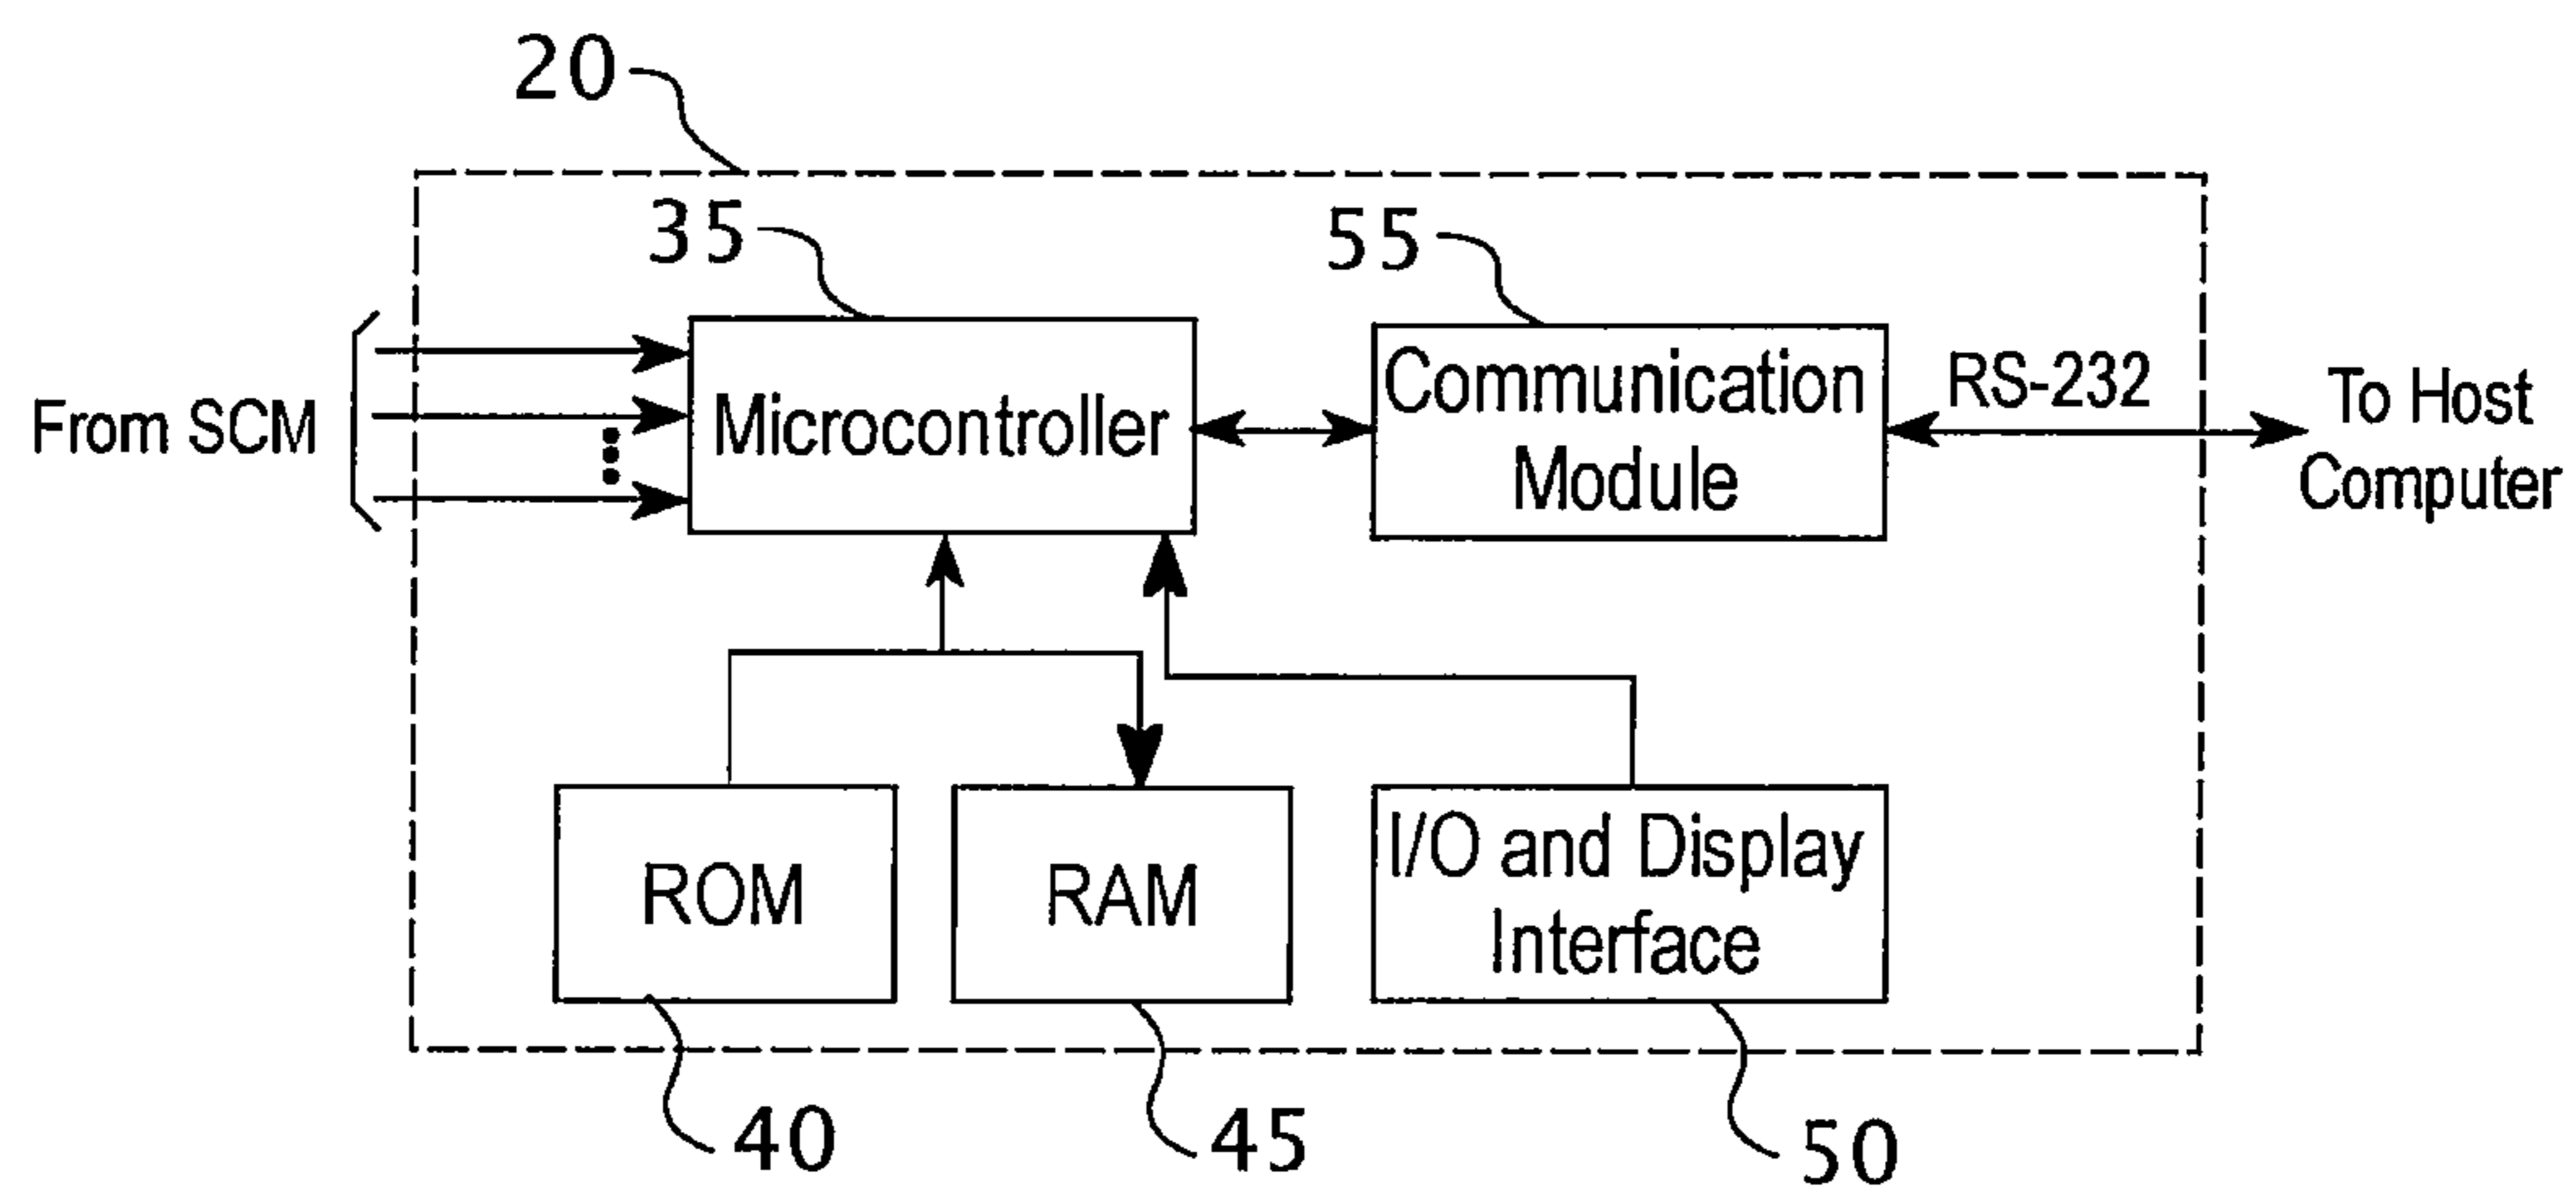 20
35
55
From SCM
Microcontroller
Communication
Module
RS-232
To Host
Computer
ROM
RAM
I/O and Display
Interface
40
45
50